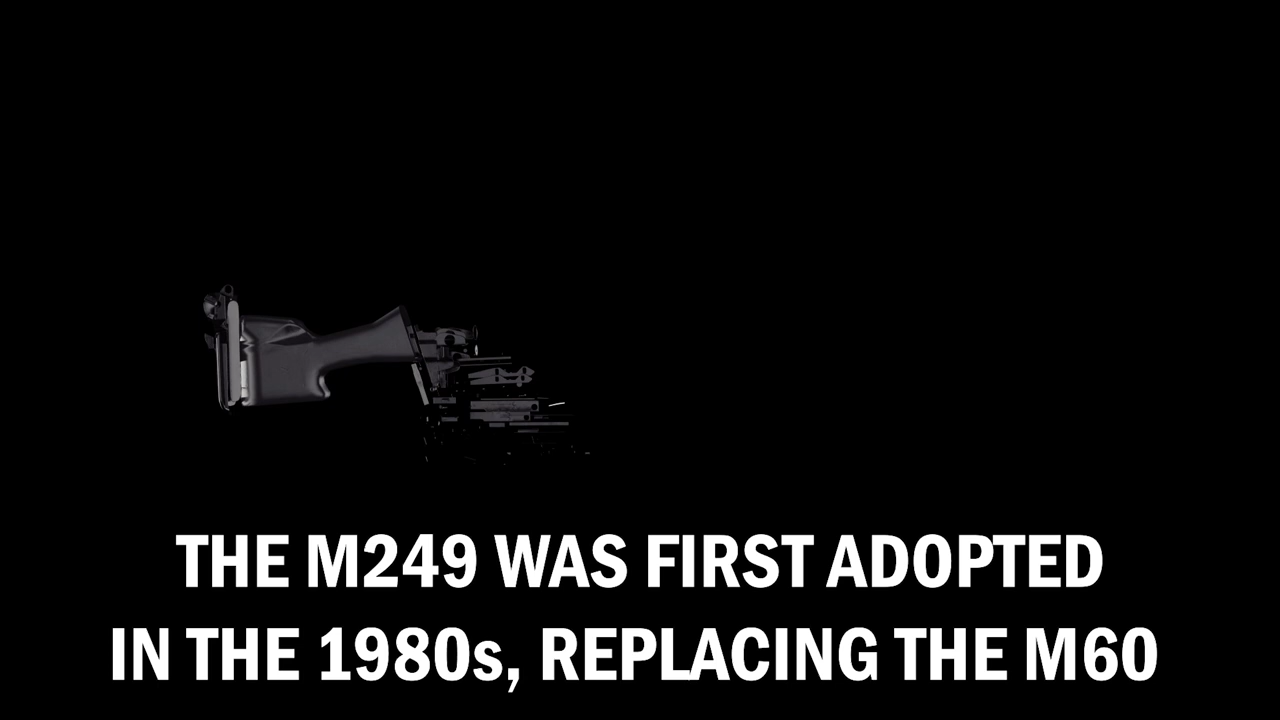 THE M249 WAS FIRST ADOPTED
IN THE 1980s, REPLACING THE M60